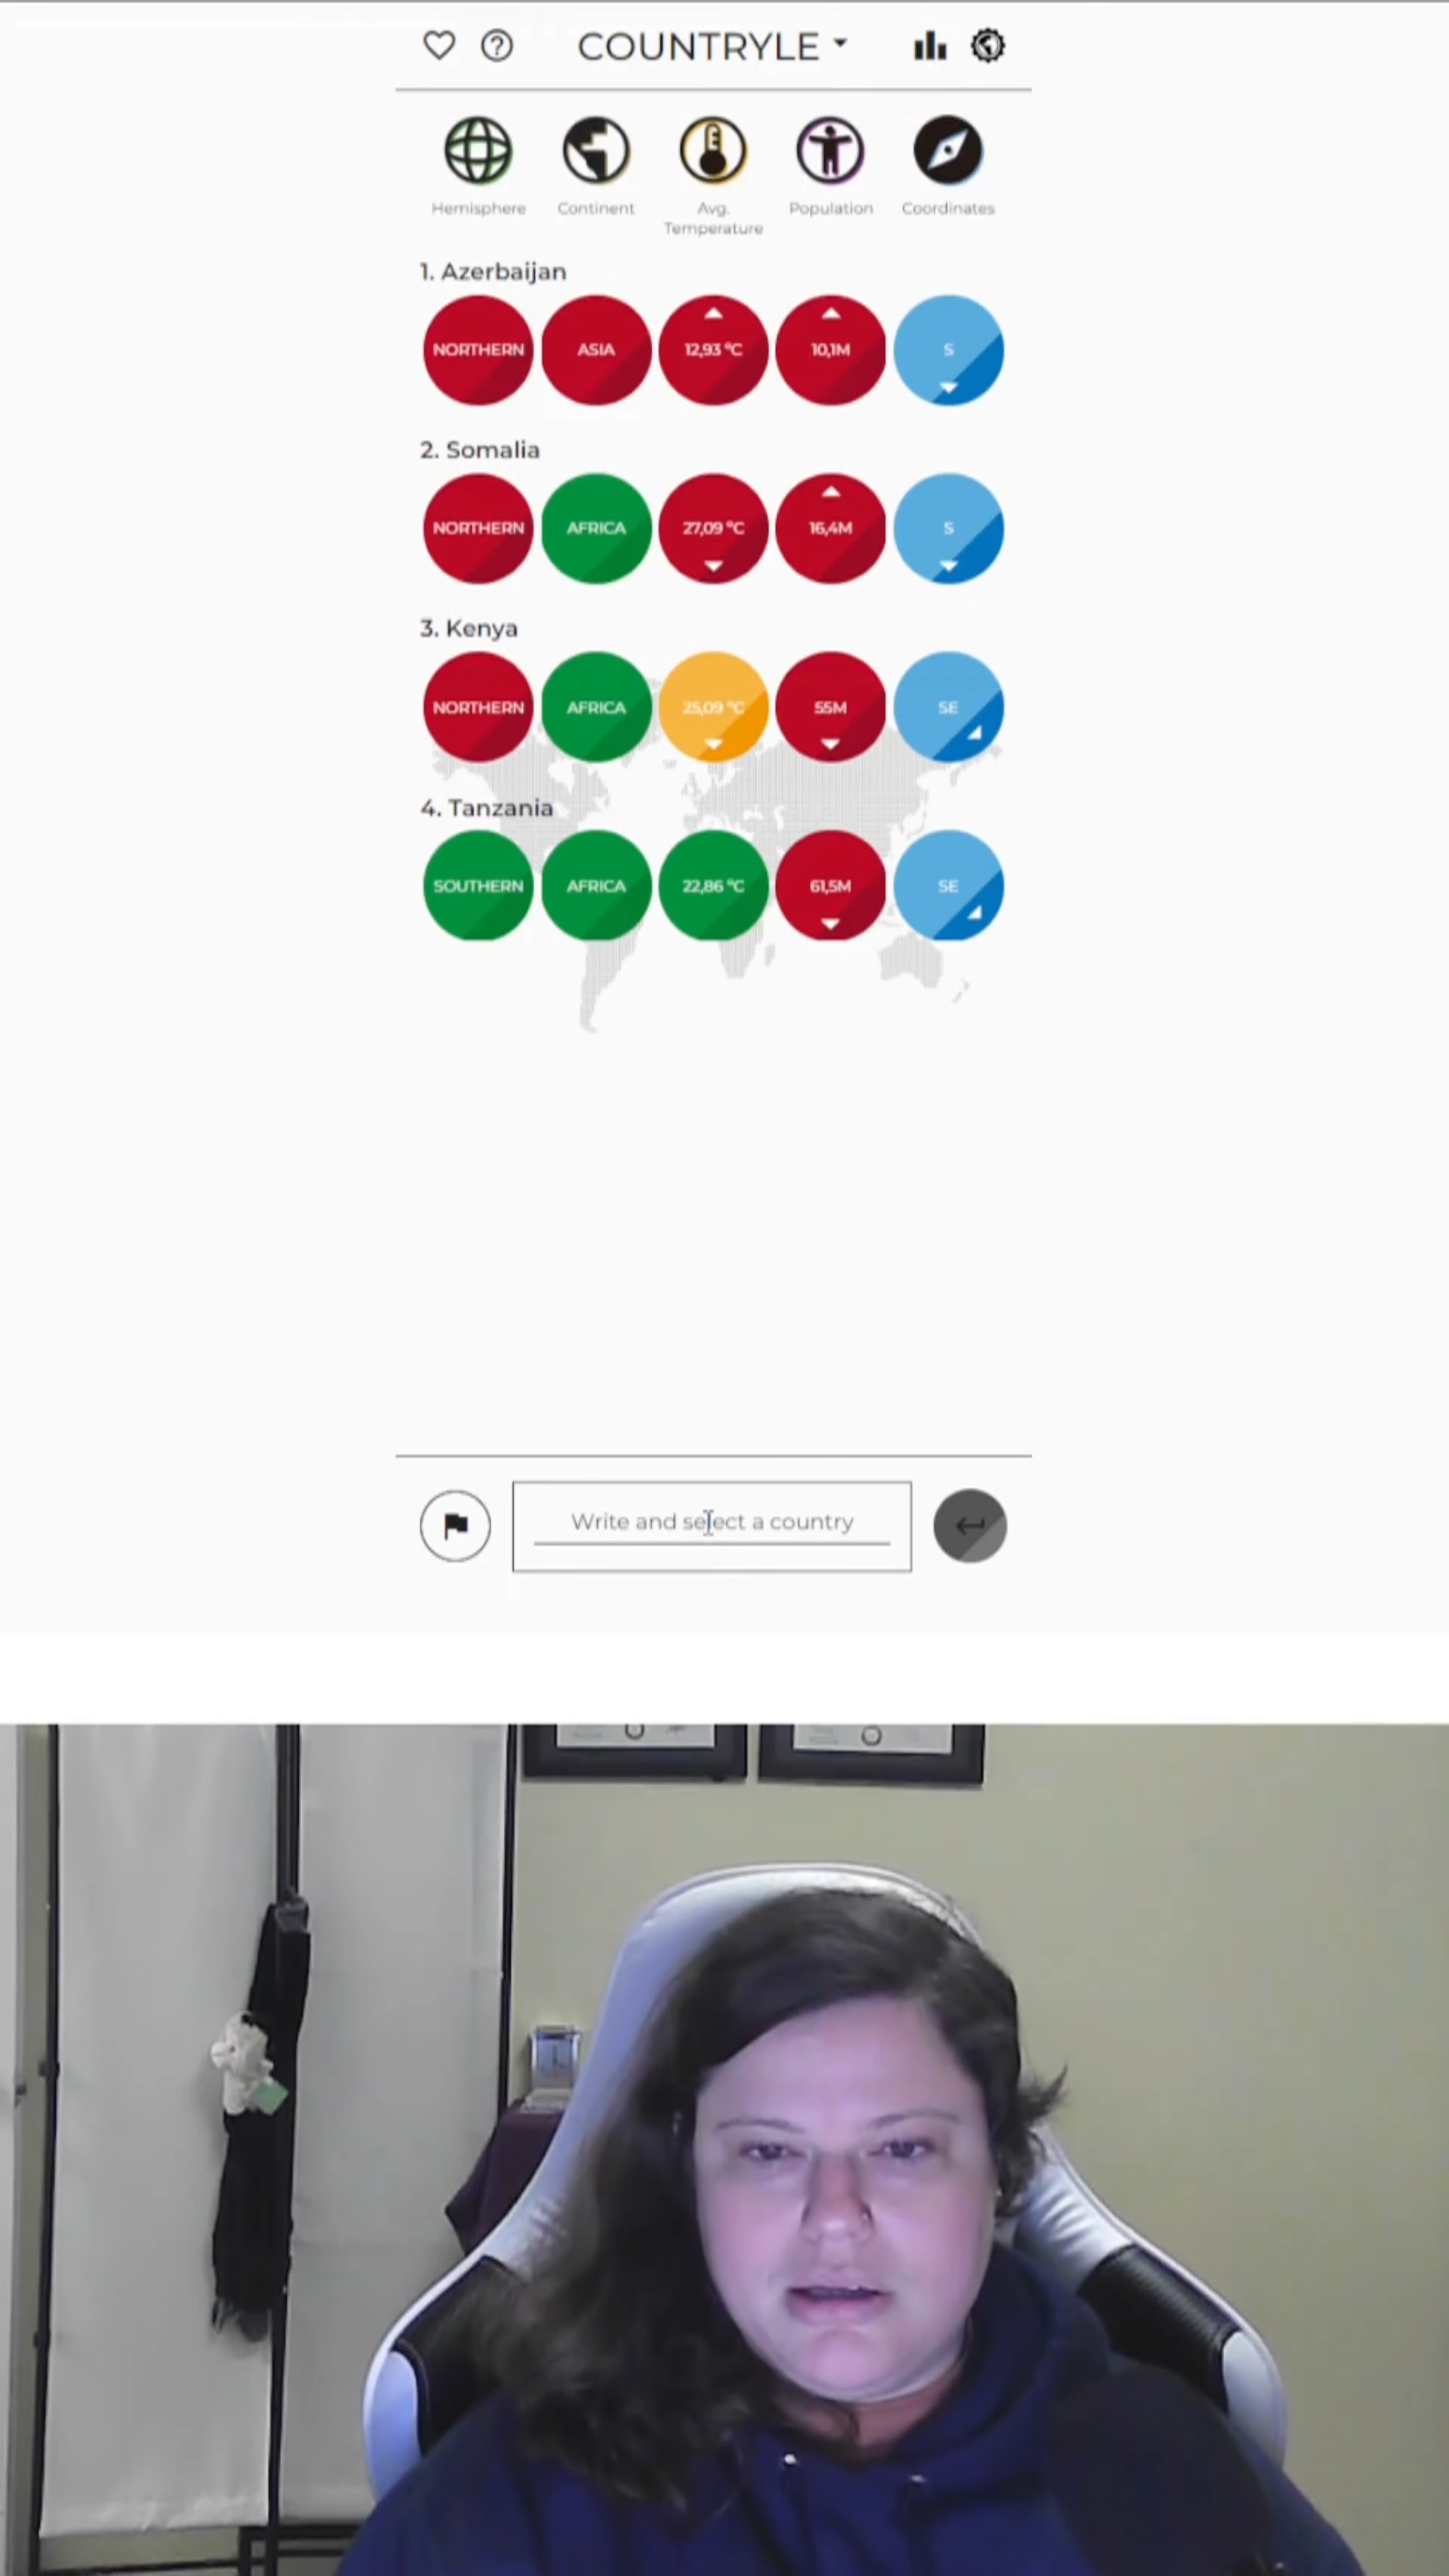 COUNTRYLE
Hemisphere
Continent
Avg.
Temperature
Population
Coordinates
1. Azerbaijan
NORTHERN
ASIA
12,93 °C
10,1M
S
2. Somalia
NORTHERN
AFRICA
27,09 °C
16,4M
S
3. Kenya
NORTHERN
AFRICA
25,09 °C
55M
SE
4. Tanzania
SOUTHERN
AFRICA
22,86 °C
61,5M
SE
Write and select a country